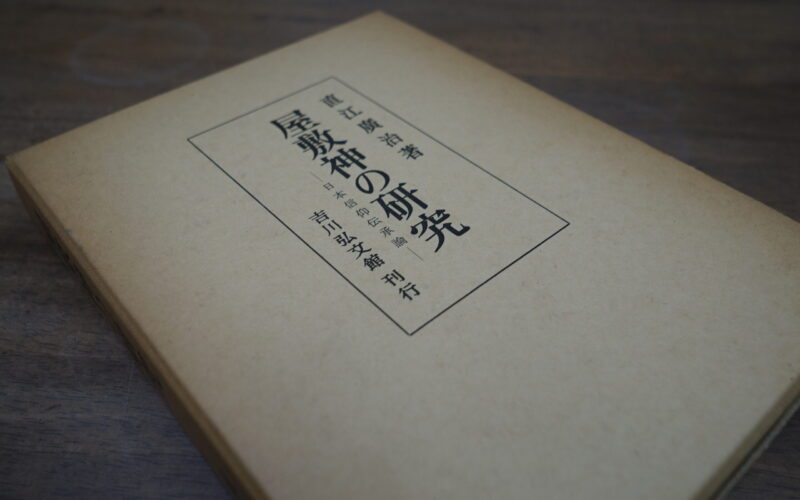 直江廣治著
屋敷神の研究
―日本信仰伝承論―
吉川弘文館刊行